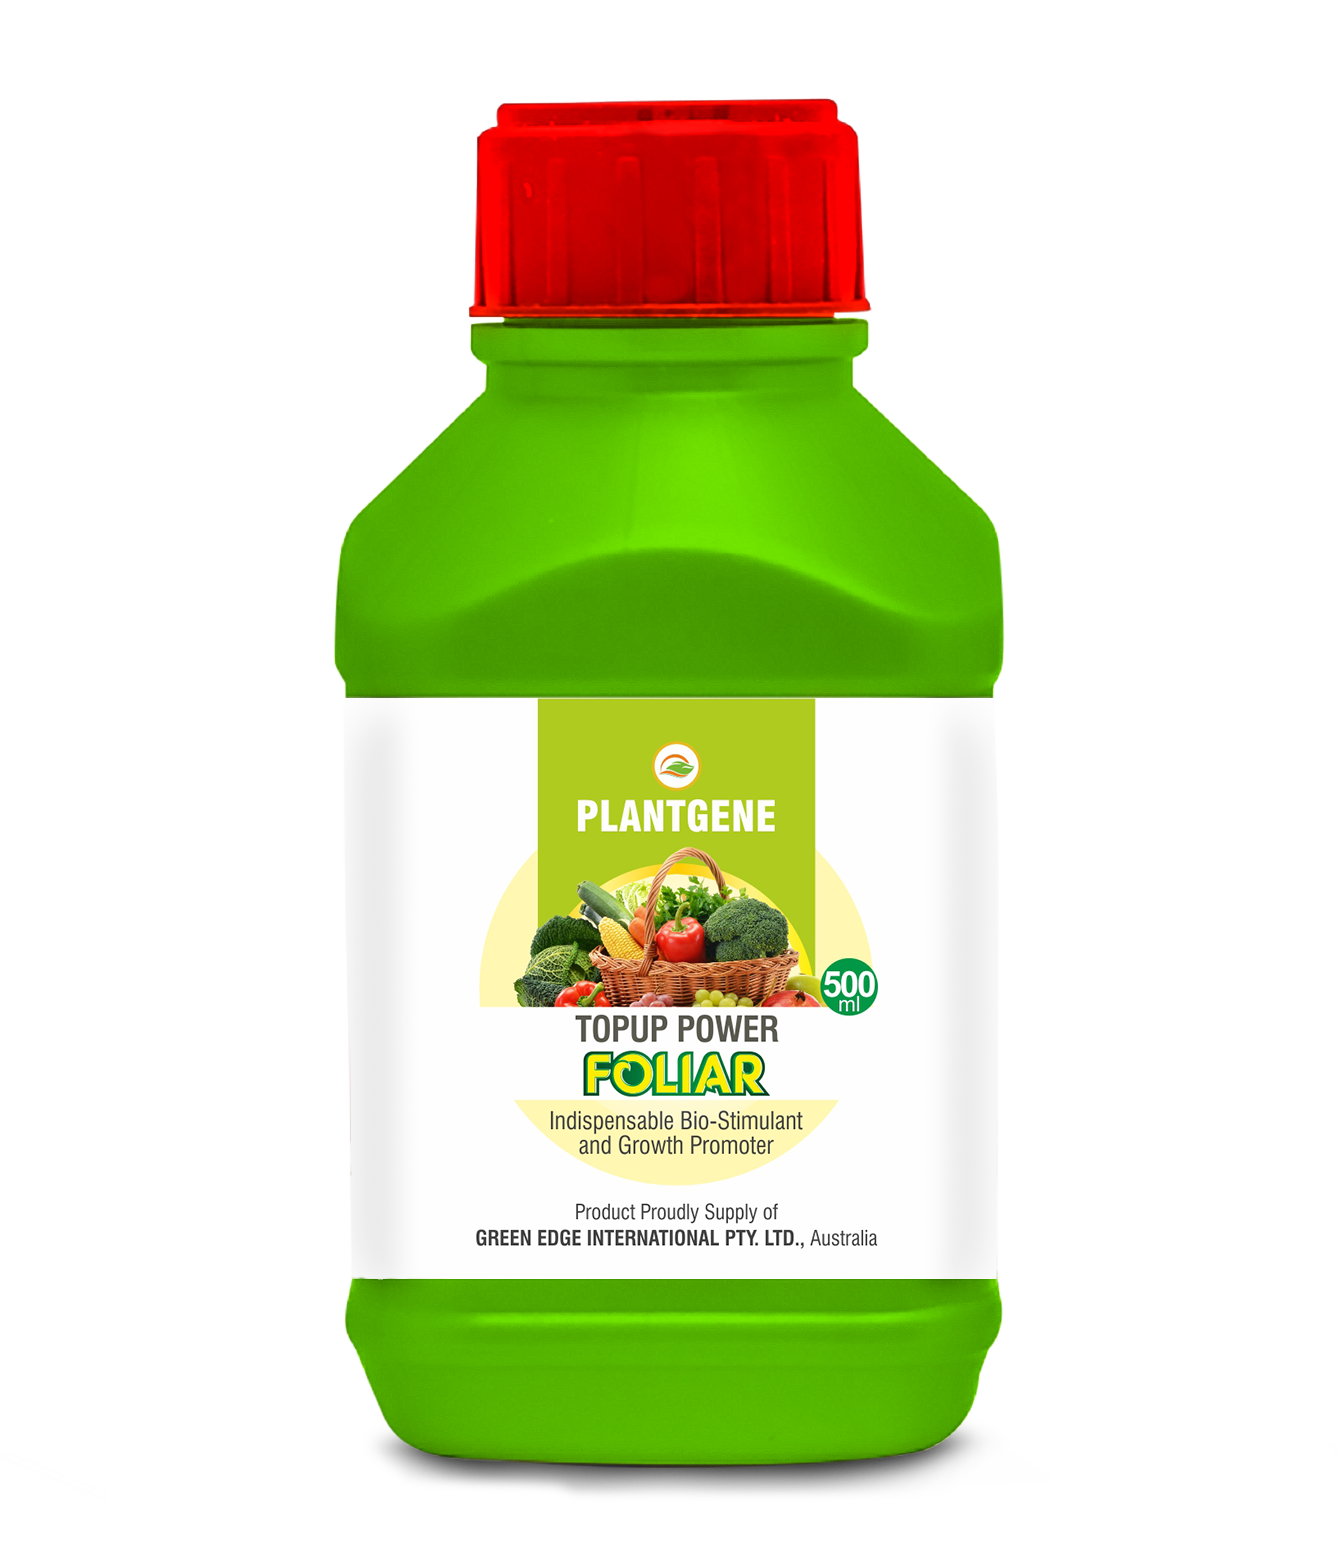 PLANTGENE
500
ml
TOPUP POWER
FOLIAR
Indispensable Bio-Stimulant
and Growth Promoter
Product Proudly Supply of
GREEN EDGE INTERNATIONAL PTY. LTD., Australia